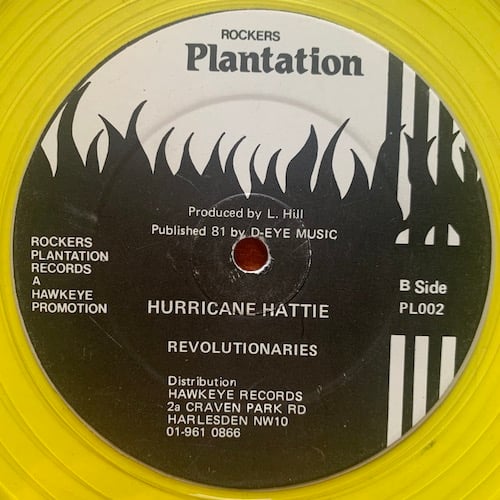 ROCKERS
Plantation
Produced by L. Hill
Published 81 by D-EYE MUSIC
ROCKERS
PLANTATION
RECORDS
A
HAWKEYE
PROMOTION
B Side
PL002
HURRICANE HATTIE
REVOLUTIONARIES
Distribution
HAWKEYE RECORDS
2a CRAVEN PARK RD
HARLESDEN NW10
01-961 0866